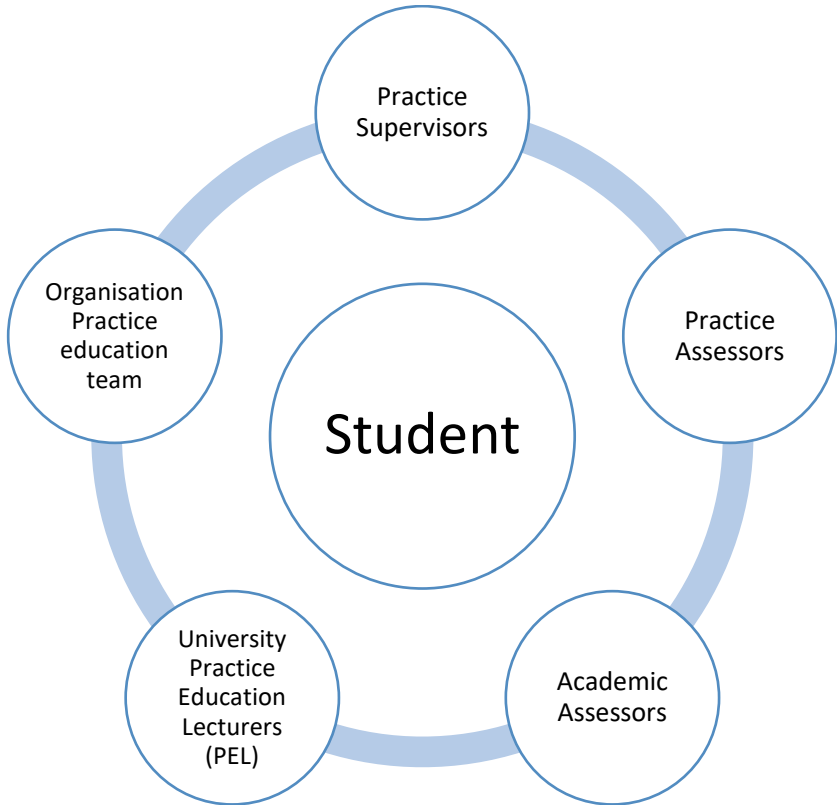 Practice
Supervisors
Organisation
Practice
education
team
Practice
Assessors
Student
University
Practice
Education
Lecturers
(PEL)
Academic
Assessors